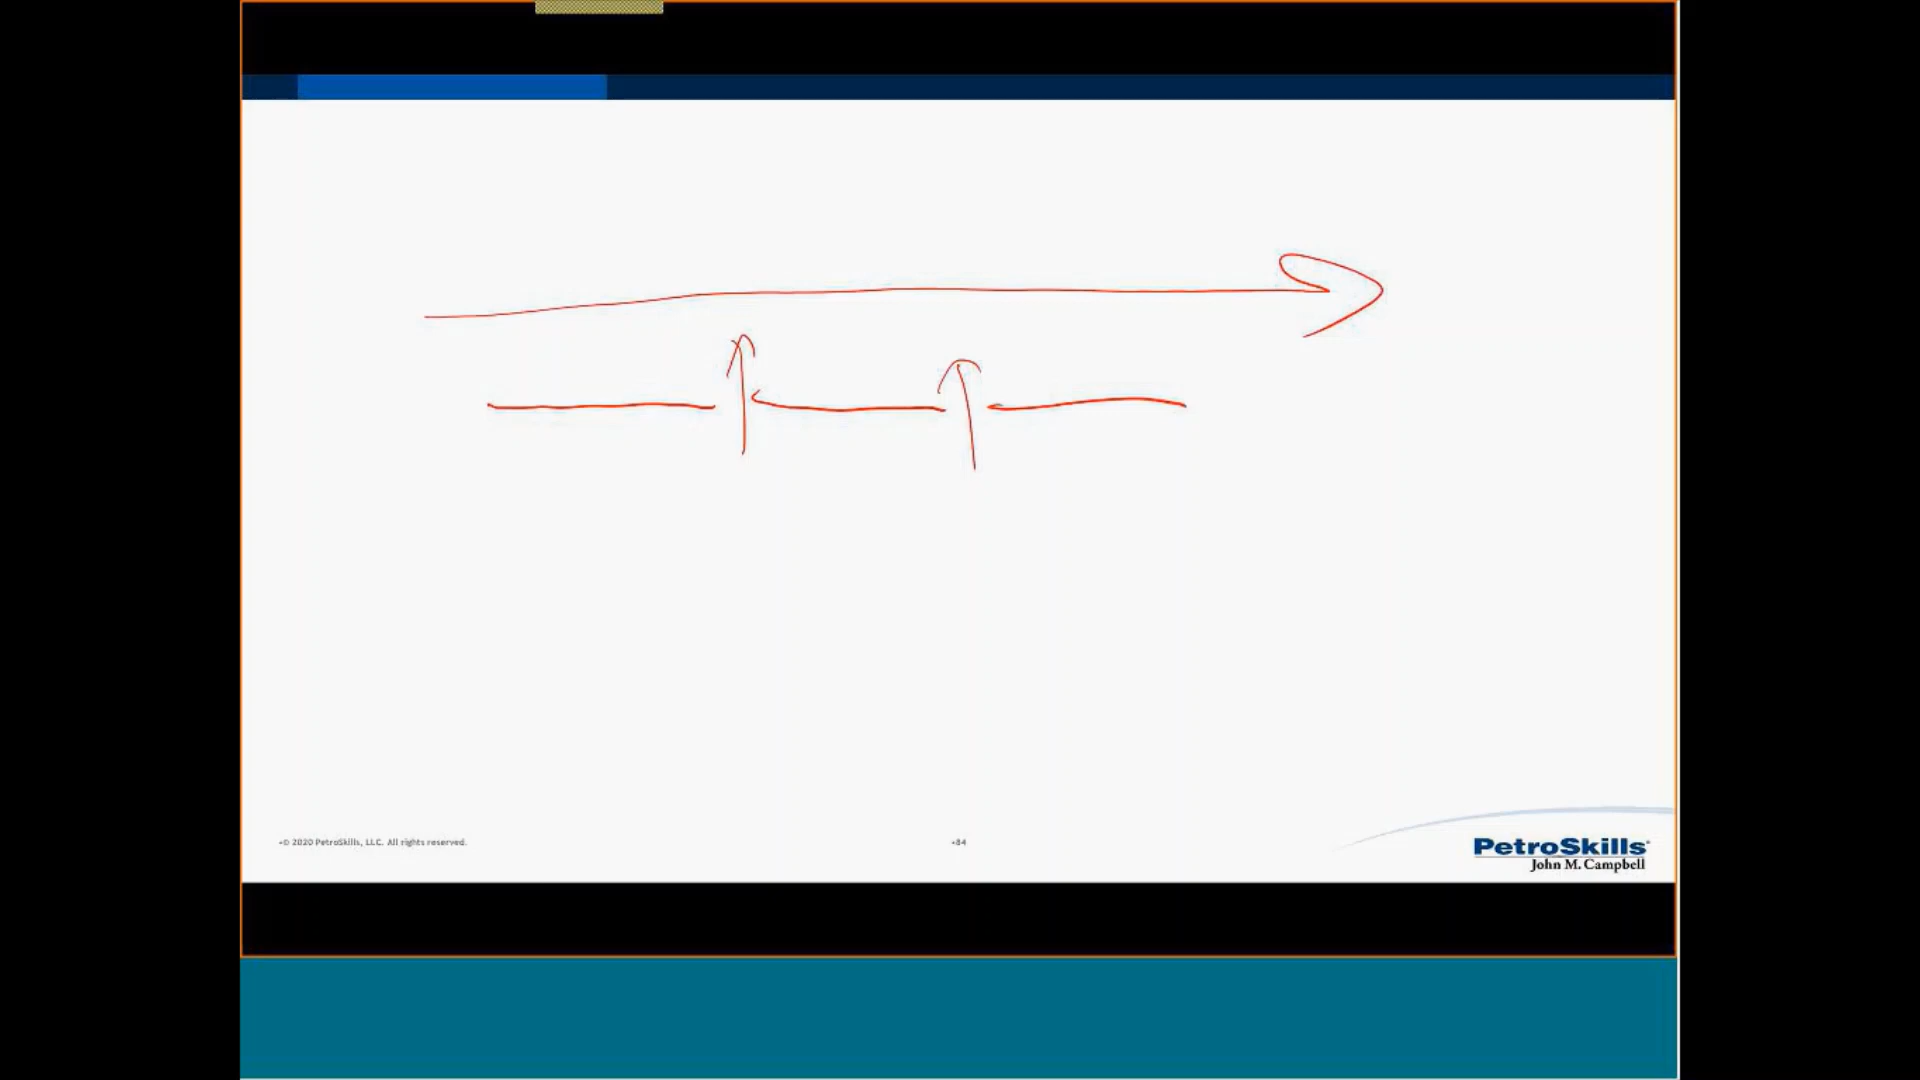 •© 2020 PetroSkills, LLC. All rights reserved.
•84
PetroSkills
John M. Campbell